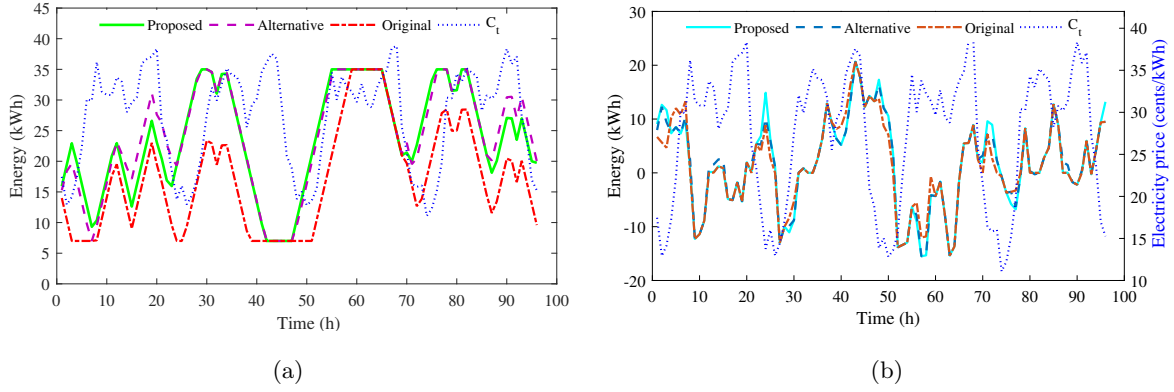 Proposed Alternative Original C_t
45
40
35
30
25
20
15
10
5
0
Energy (kWh)
0 10 20 30 40 50 60 70 80 90 100
Time (h)
(a)
Proposed Alternative Original C_t
30
20
10
0
-10
-20
Energy (kWh)
40
35
30
25
20
15
10
Electricity price (cents/kWh)
0 10 20 30 40 50 60 70 80 90 100
Time (h)
(b)